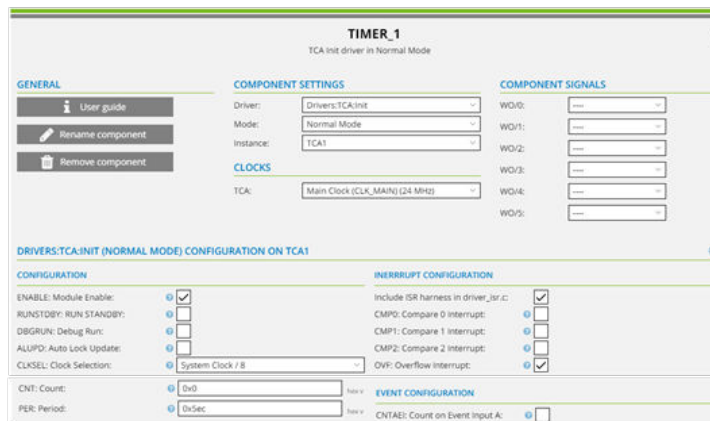 TIMER_1
TCA Init driver in Normal Mode
GENERAL
User guide
Rename component
Remove component
COMPONENT SETTINGS
Driver: Drivers:TCA:Init
Mode: Normal Mode
Instance: TCA1
CLOCKS
TCA: Main Clock (CLK_MAIN) (24 MHz)
COMPONENT SIGNALS
WO/0: ----
WO/1: ----
WO/2: ----
WO/3: ----
WO/4: ----
WO/5: ----
DRIVERS:TCA:INIT (NORMAL MODE) CONFIGURATION ON TCA1
CONFIGURATION
ENABLE: Module Enable:
RUNSTDBY: RUN STANDBY:
DBGRUN: Debug Run:
ALUPD: Auto Lock Update:
CLKSEL: Clock Selection: System Clock / 8
CNT: Count: 0x0 hex
PER: Period: 0x5ec hex
INERRRUPT CONFIGURATION
Include ISR harness in driver_isr.c:
CMP0: Compare 0 Interrupt:
CMP1: Compare 1 Interrupt:
CMP2: Compare 2 Interrupt:
OVF: Overflow Interrupt:
EVENT CONFIGURATION
CNTAEI: Count on Event Input A: